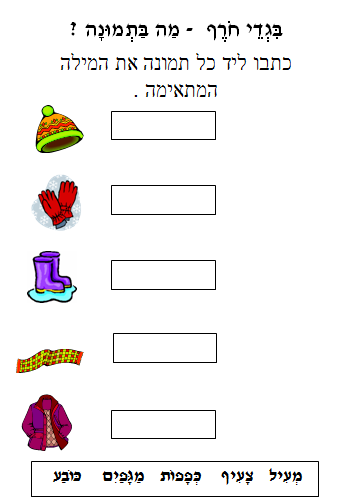 בִּגְדֵי חֹרֶף - מַה בַּתְמוּנָה ?
כתבו ליד כל תמונה את המילה
המתאימה .
מְעִיל צָעִיף כְּפָפוֹת מַגָּפַיִם כּוֹבַע